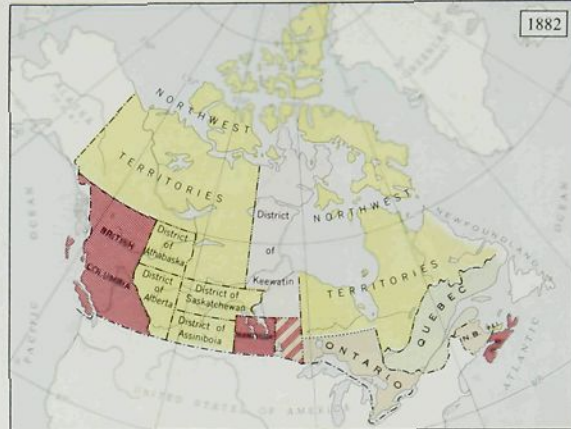 1882
NORTHWEST
TERRITORIES
BRITISH
COLUMBIA
District
of
Athabaska
District
of
Alberta
District of
Saskatchewan
District of
Assiniboia
District
of
Keewatin
NORTHWEST
TERRITORIES
NEWFOUNDLAND
QUEBEC
ONTARIO
N.B.
PACIFIC
OCEAN
ATLANTIC
OCEAN
UNITED STATES OF AMERICA